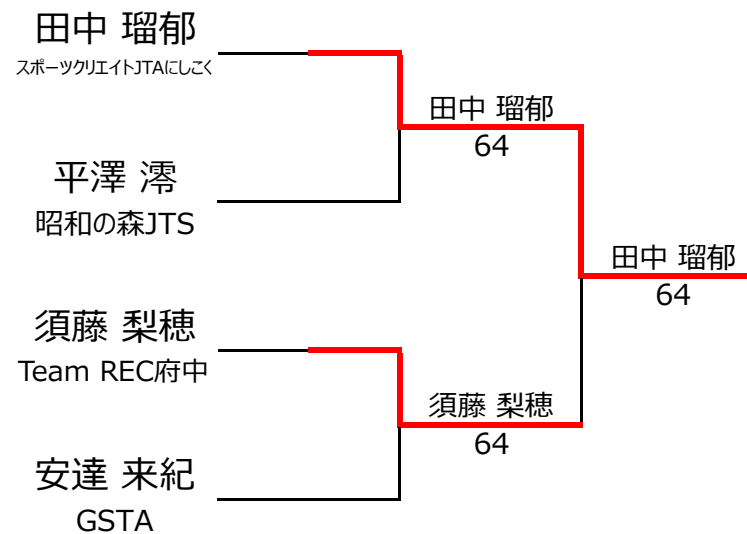 田中 瑠郁
スポーツクリエイトJTAにしこく
平澤 澪
昭和の森JTS
須藤 梨穂
Team REC府中
安達 来紀
GSTA
田中 瑠郁
64
須藤 梨穂
64
田中 瑠郁
64